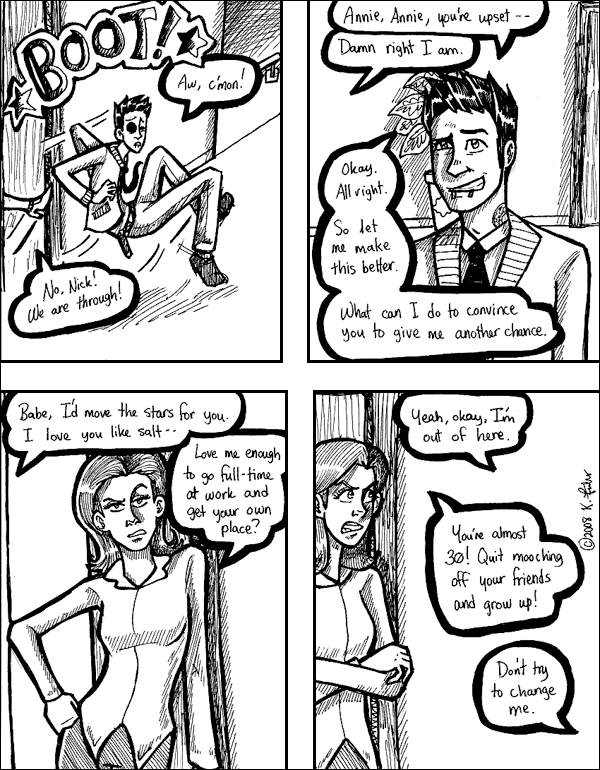 BOOT!
Aw, c'mon!
No, Nick!
We are through!
Annie, Annie, you're upset --
Damn right I am.
Okay.
All right.
So let
me make
this better.
What can I do to convince
you to give me another chance.
Babe, I'd move the stars for you.
I love you like salt--
Love me enough
to go full-time
at work and
get your own
place?
Yeah, okay, I'm
out of here.
You're almost
30! Quit mooching
off your friends
and grow up!
Don't try
to change
me.
©2008 K.